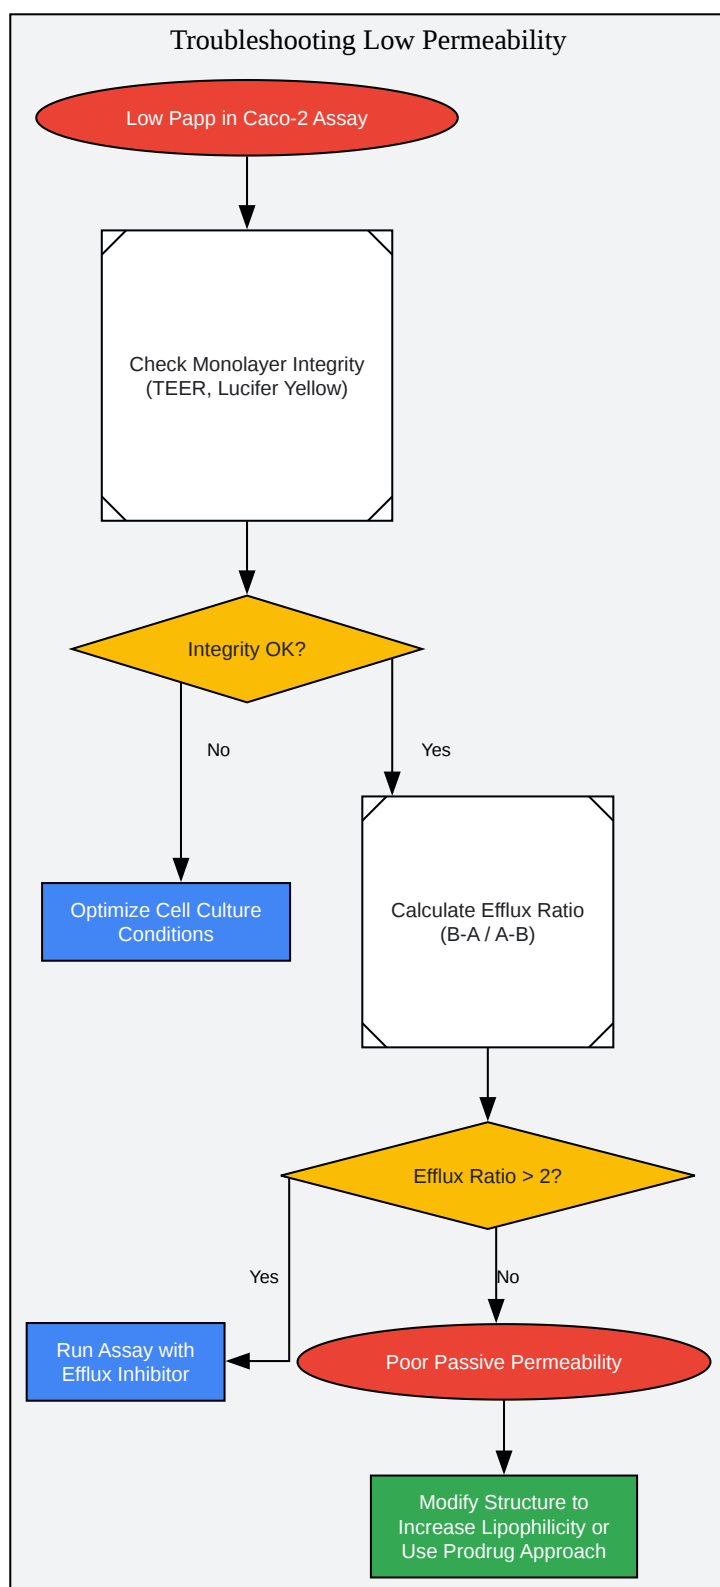 Troubleshooting Low Permeability
Low Papp in Caco-2 Assay
Check Monolayer Integrity
(TEER, Lucifer Yellow)
Integrity OK?
No
Yes
Optimize Cell Culture
Conditions
Calculate Efflux Ratio
(B-A / A-B)
Efflux Ratio > 2?
Yes
No
Run Assay with
Efflux Inhibitor
Poor Passive Permeability
Modify Structure to
Increase Lipophilicity or
Use Prodrug Approach